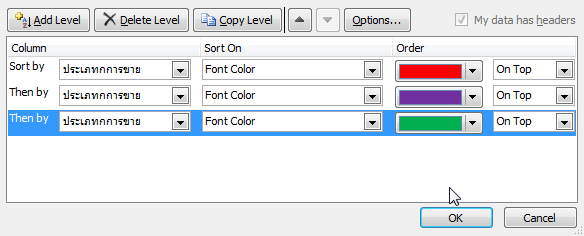 Add Level Delete Level Copy Level Options... My data has headers
Column Sort On Order
Sort by ประเภทกการขาย Font Color On Top
Then by ประเภทกการขาย Font Color On Top
Then by ประเภทกการขาย Font Color On Top
OK Cancel